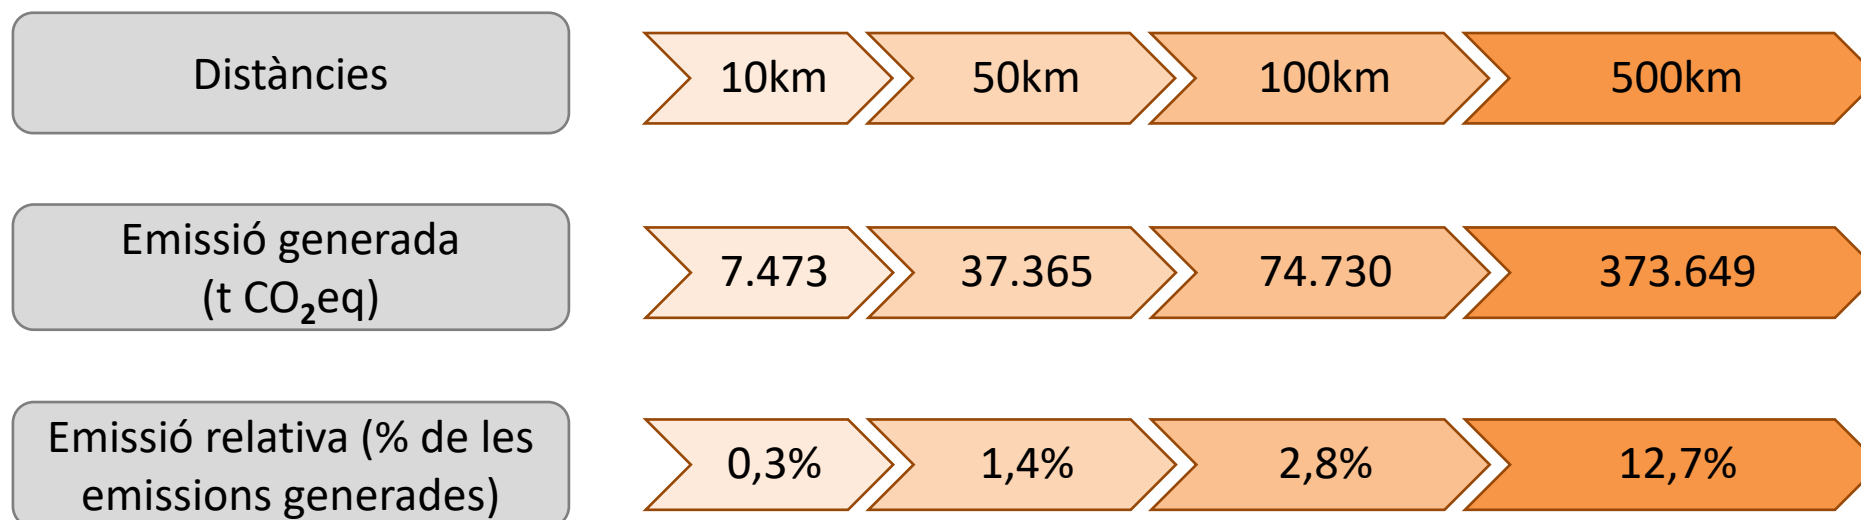 Distàncies
10km 50km 100km 500km
Emissió generada
(t CO₂eq)
7.473 37.365 74.730 373.649
Emissió relativa (% de les
emissions generades)
0,3% 1,4% 2,8% 12,7%